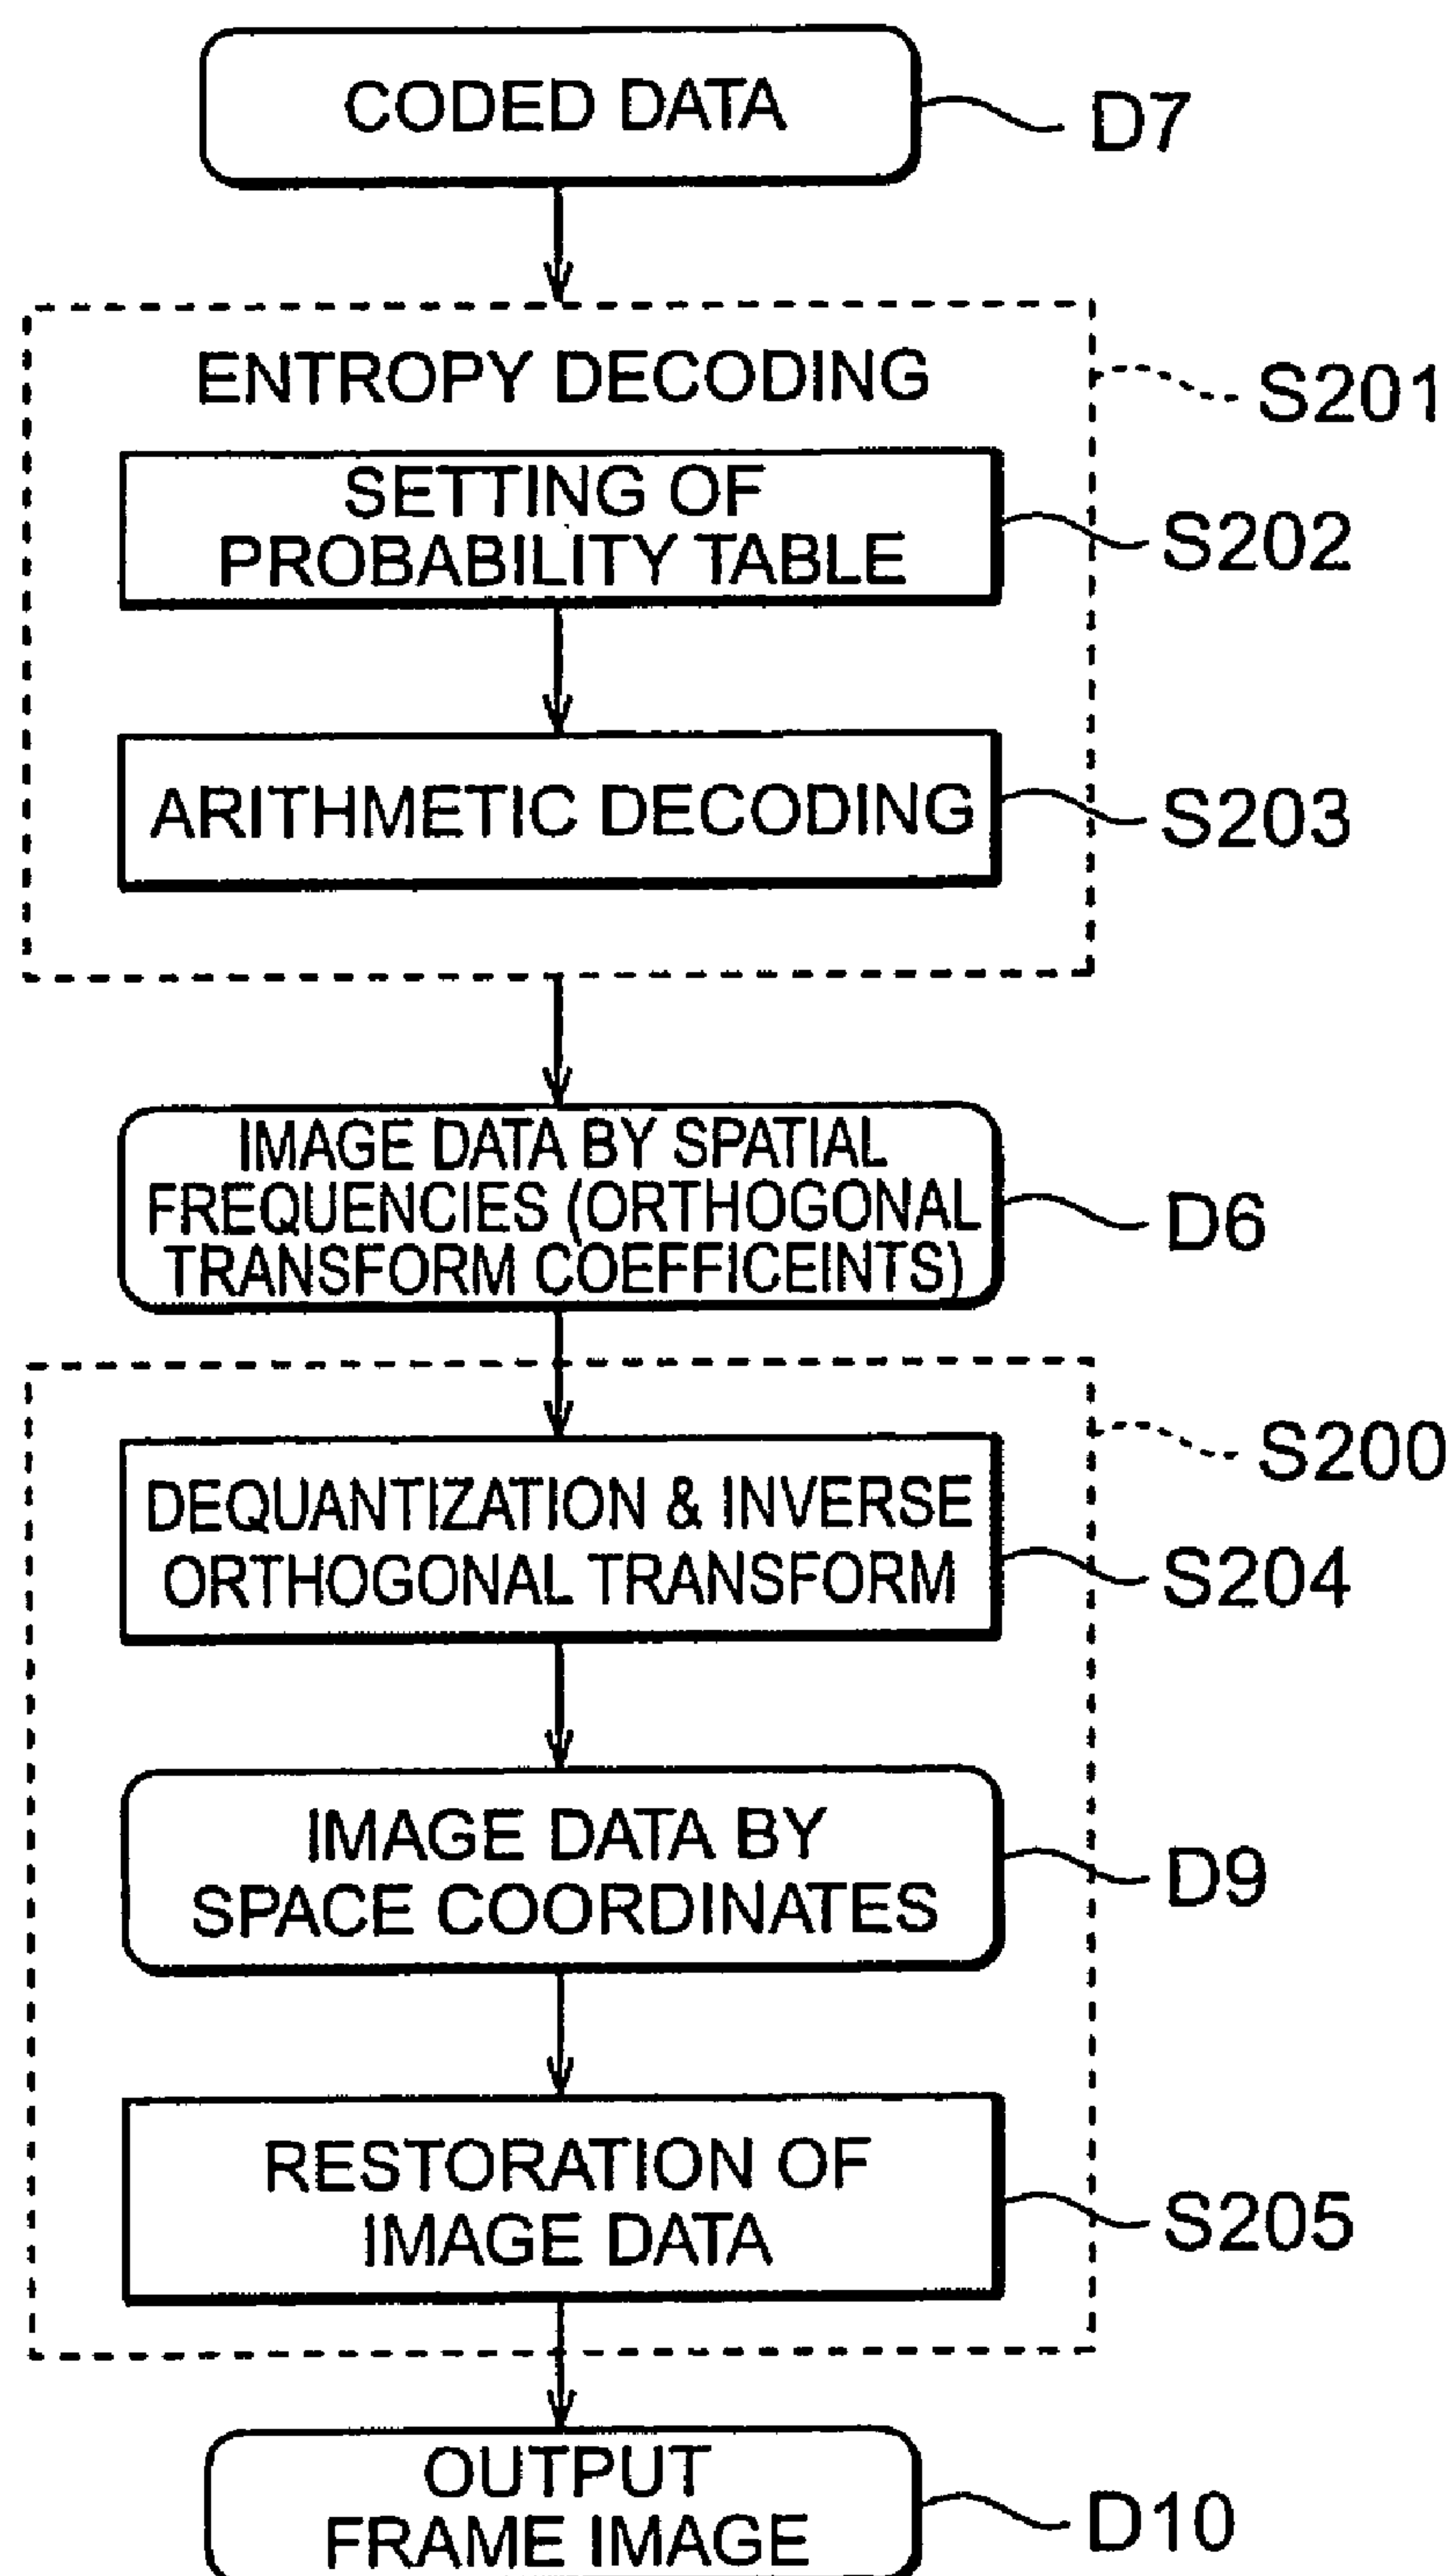 CODED DATA
D7
ENTROPY DECODING
S201
SETTING OF
PROBABILITY TABLE
S202
ARITHMETIC DECODING
S203
IMAGE DATA BY SPATIAL
FREQUENCIES (ORTHOGONAL
TRANSFORM COEFFICEINTS)
D6
S200
DEQUANTIZATION & INVERSE
ORTHOGONAL TRANSFORM
S204
IMAGE DATA BY
SPACE COORDINATES
D9
RESTORATION OF
IMAGE DATA
S205
OUTPUT
FRAME IMAGE
D10